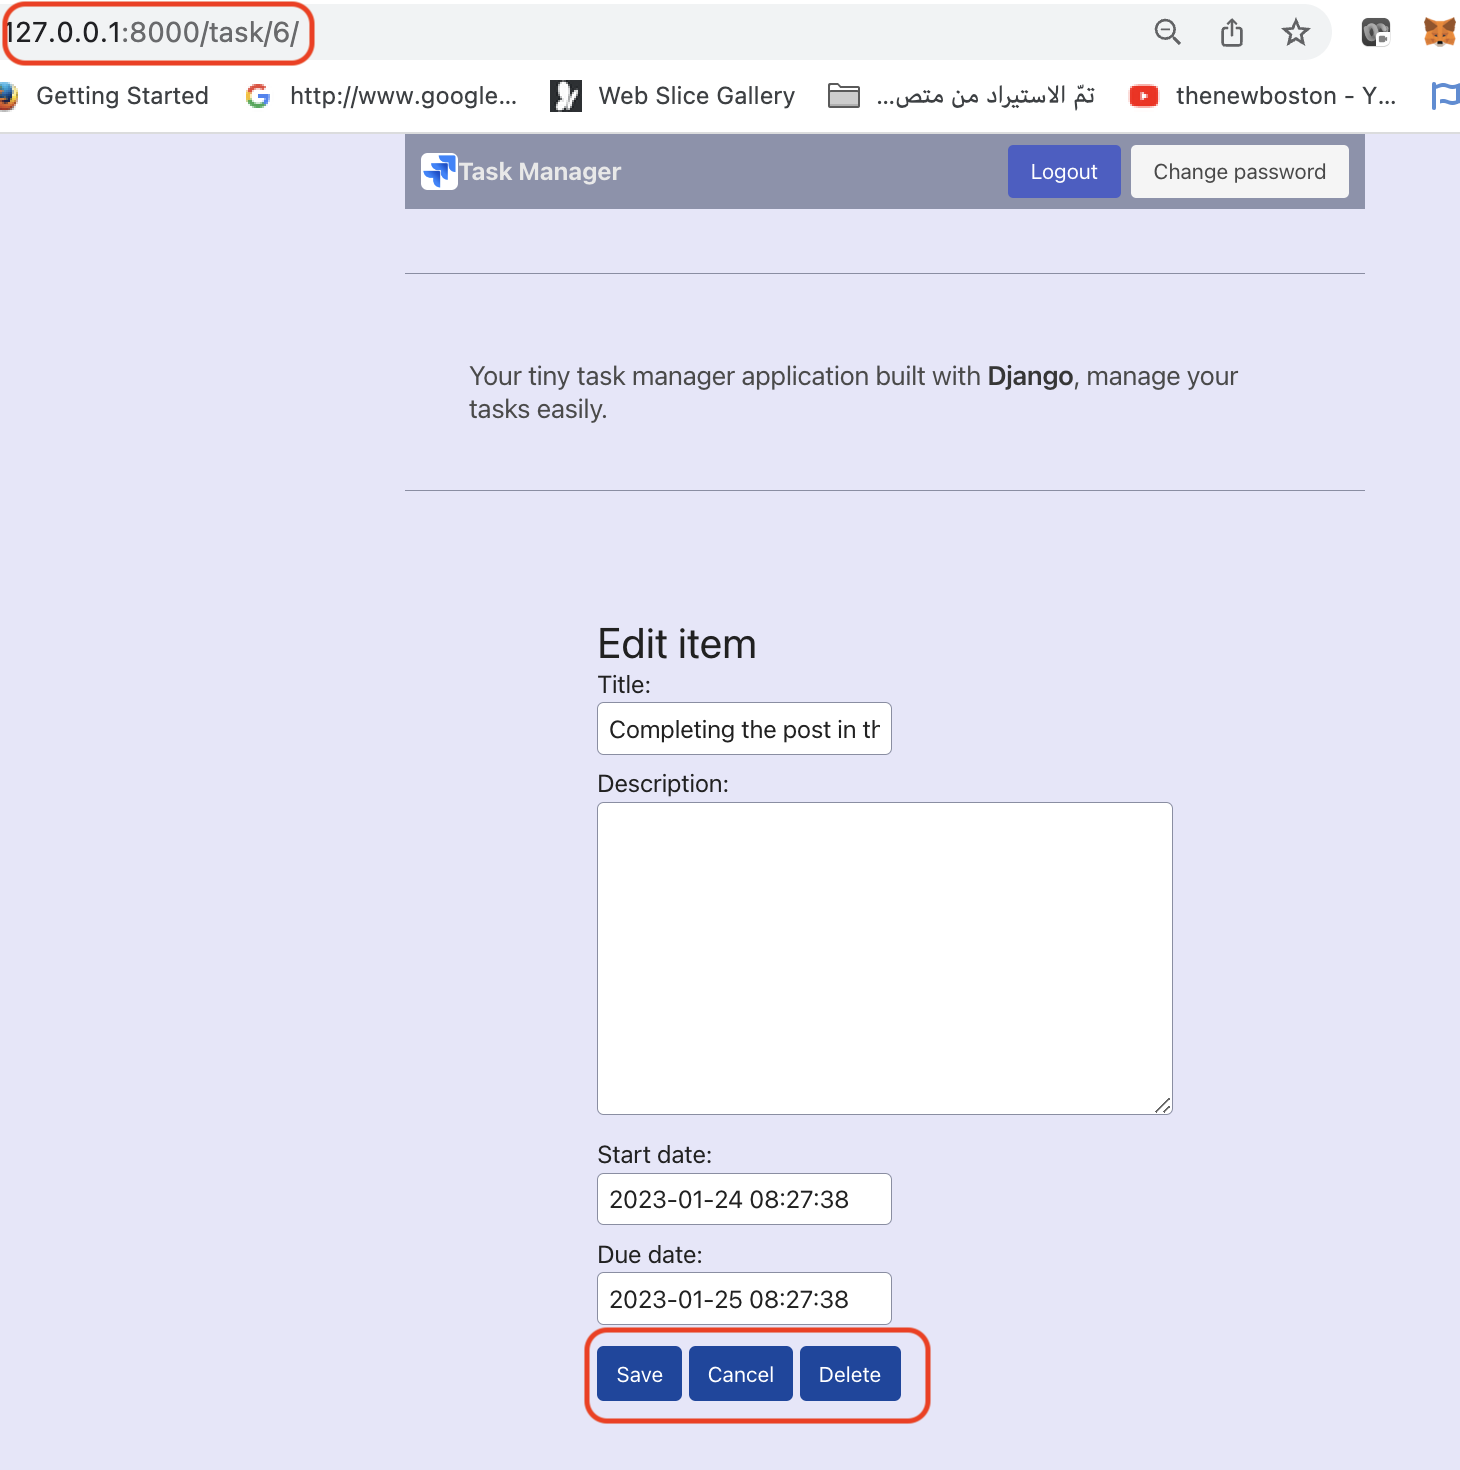 127.0.0.1:8000/task/6/
Getting Started
http://www.google...
Web Slice Gallery
تمّ الاستيراد من متص...
thenewboston - Y...
Task Manager
Logout
Change password
Your tiny task manager application built with Django, manage your
tasks easily.
Edit item
Title:
Completing the post in th
Description:
Start date:
2023-01-24 08:27:38
Due date:
2023-01-25 08:27:38
Save
Cancel
Delete